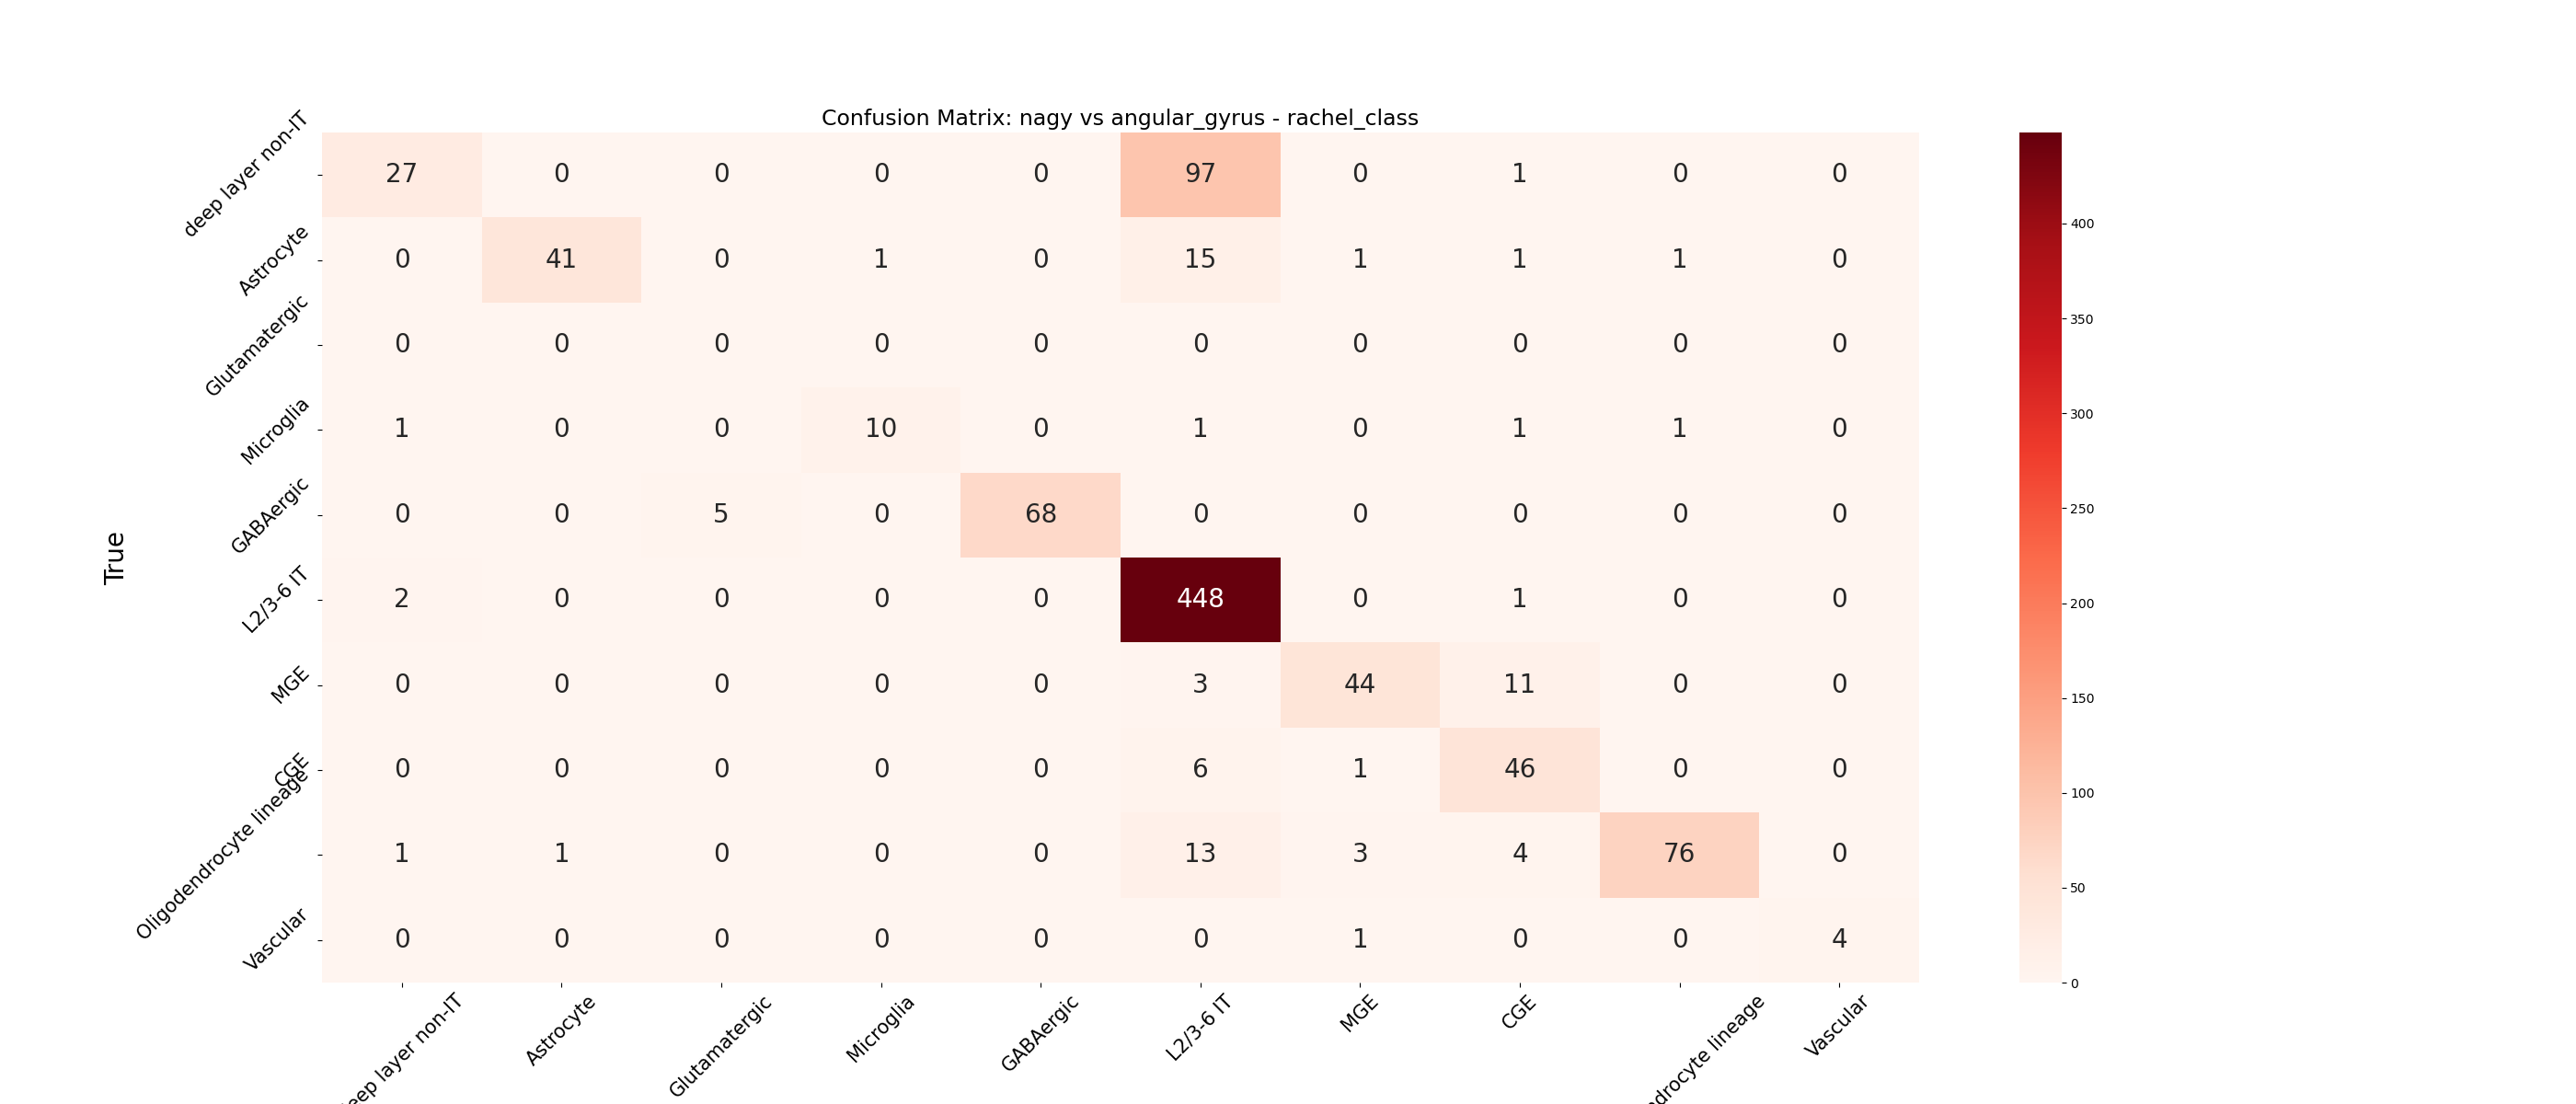 Confusion Matrix: nagy vs angular_gyrus - rachel_class
True
deep layer non-IT 27 0 0 0 0 97 0 1 0 0
Astrocyte 0 41 0 1 0 15 1 1 1 0
Glutamatergic 0 0 0 0 0 0 0 0 0 0
Microglia 1 0 0 10 0 1 0 1 1 0
GABAergic 0 0 5 0 68 0 0 0 0 0
L2/3-6 IT 2 0 0 0 0 448 0 1 0 0
MGE 0 0 0 0 0 3 44 11 0 0
CGE 0 0 0 0 0 6 1 46 0 0
Oligodendrocyte lineage 1 1 0 0 0 13 3 4 76 0
Vascular 0 0 0 0 0 0 1 0 0 4
eep layer non-IT Astrocyte Glutamatergic Microglia GABAergic L2/3-6 IT MGE CGE ndrocyte lineage Vascular
400
350
300
250
200
150
100
50
0